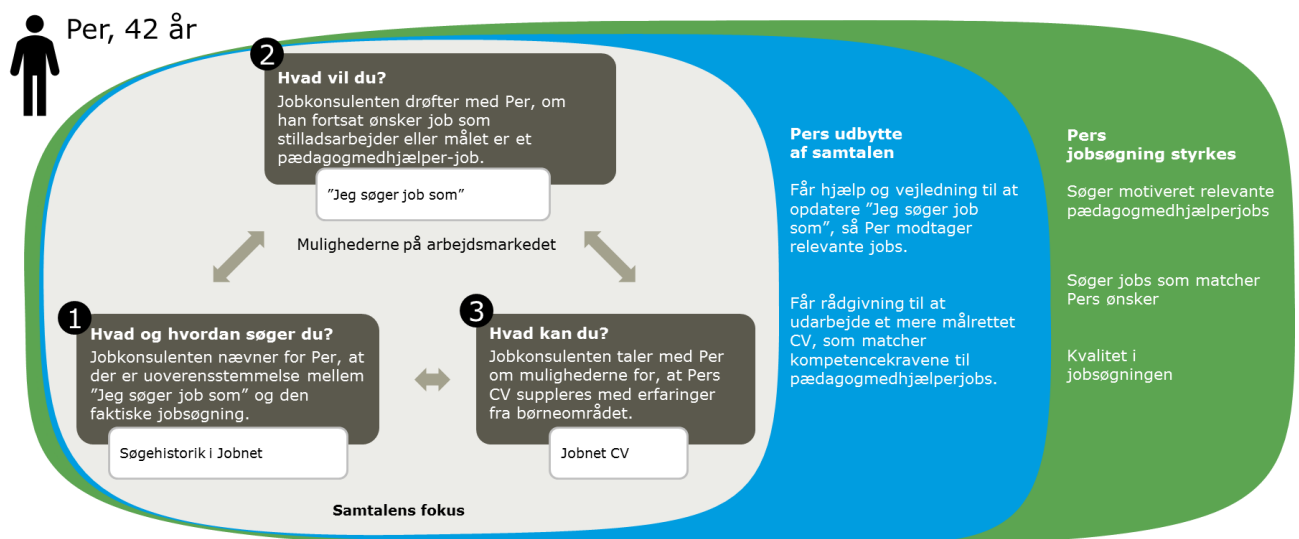 Per, 42 år
2
Hvad vil du?
Jobkonsulenten drøfter med Per, om
han fortsat ønsker job som
stilladsarbejder eller målet er et
pædagogmedhjælper-job.
”Jeg søger job som”
Mulighederne på arbejdsmarkedet
1
Hvad og hvordan søger du?
Jobkonsulenten nævner for Per, at
der er uoverensstemmelse mellem
”Jeg søger job som” og den
faktiske jobsøgning.
Søgehistorik i Jobnet
3
Hvad kan du?
Jobkonsulenten taler med Per
om mulighederne for, at Pers
CV suppleres med erfaringer
fra børneområdet.
Jobnet CV
Samtalens fokus
Pers udbytte
af samtalen
Får hjælp og vejledning til at
opdatere ”Jeg søger job
som”, så Per modtager
relevante jobs.
Får rådgivning til at
udarbejde et mere målrettet
CV, som matcher
kompetencekravene til
pædagogmedhjælperjobs.
Pers
jobsøgning styrkes
Søger motiveret relevante
pædagogmedhjælperjobs
Søger jobs som matcher
Pers ønsker
Kvalitet i
jobsøgningen